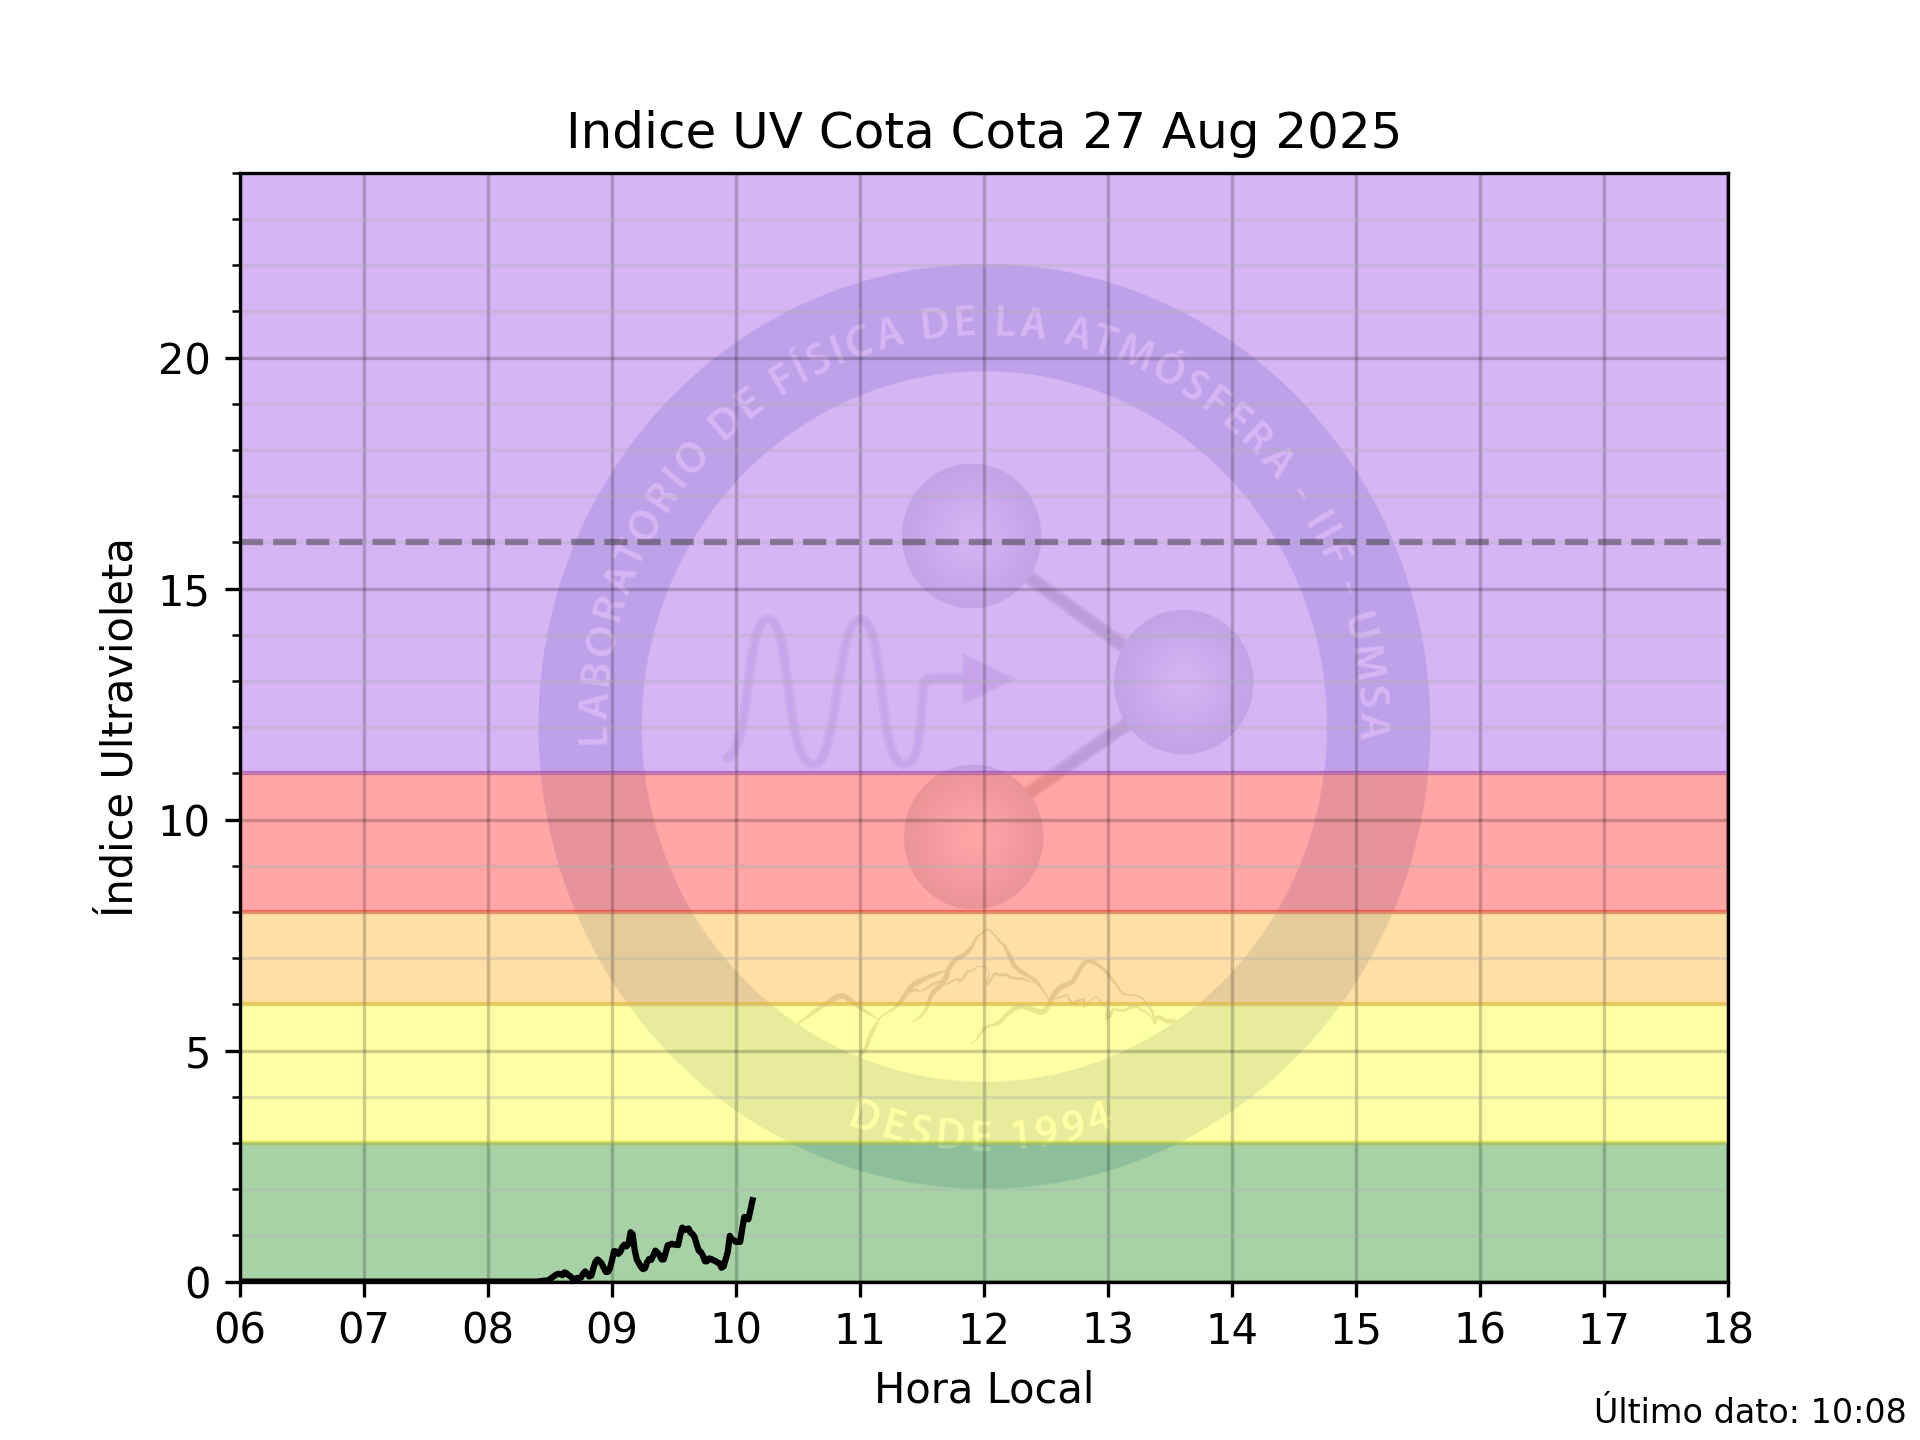 Indice UV Cota Cota 27 Aug 2025
Índice Ultravioleta
20
15
10
5
0
LABORATORIO DE FÍSICA DE LA ATMÓSFERA - IIF - UMSA
DESDE 1994
06 07 08 09 10 11 12 13 14 15 16 17 18
Hora Local
Último dato: 10:08